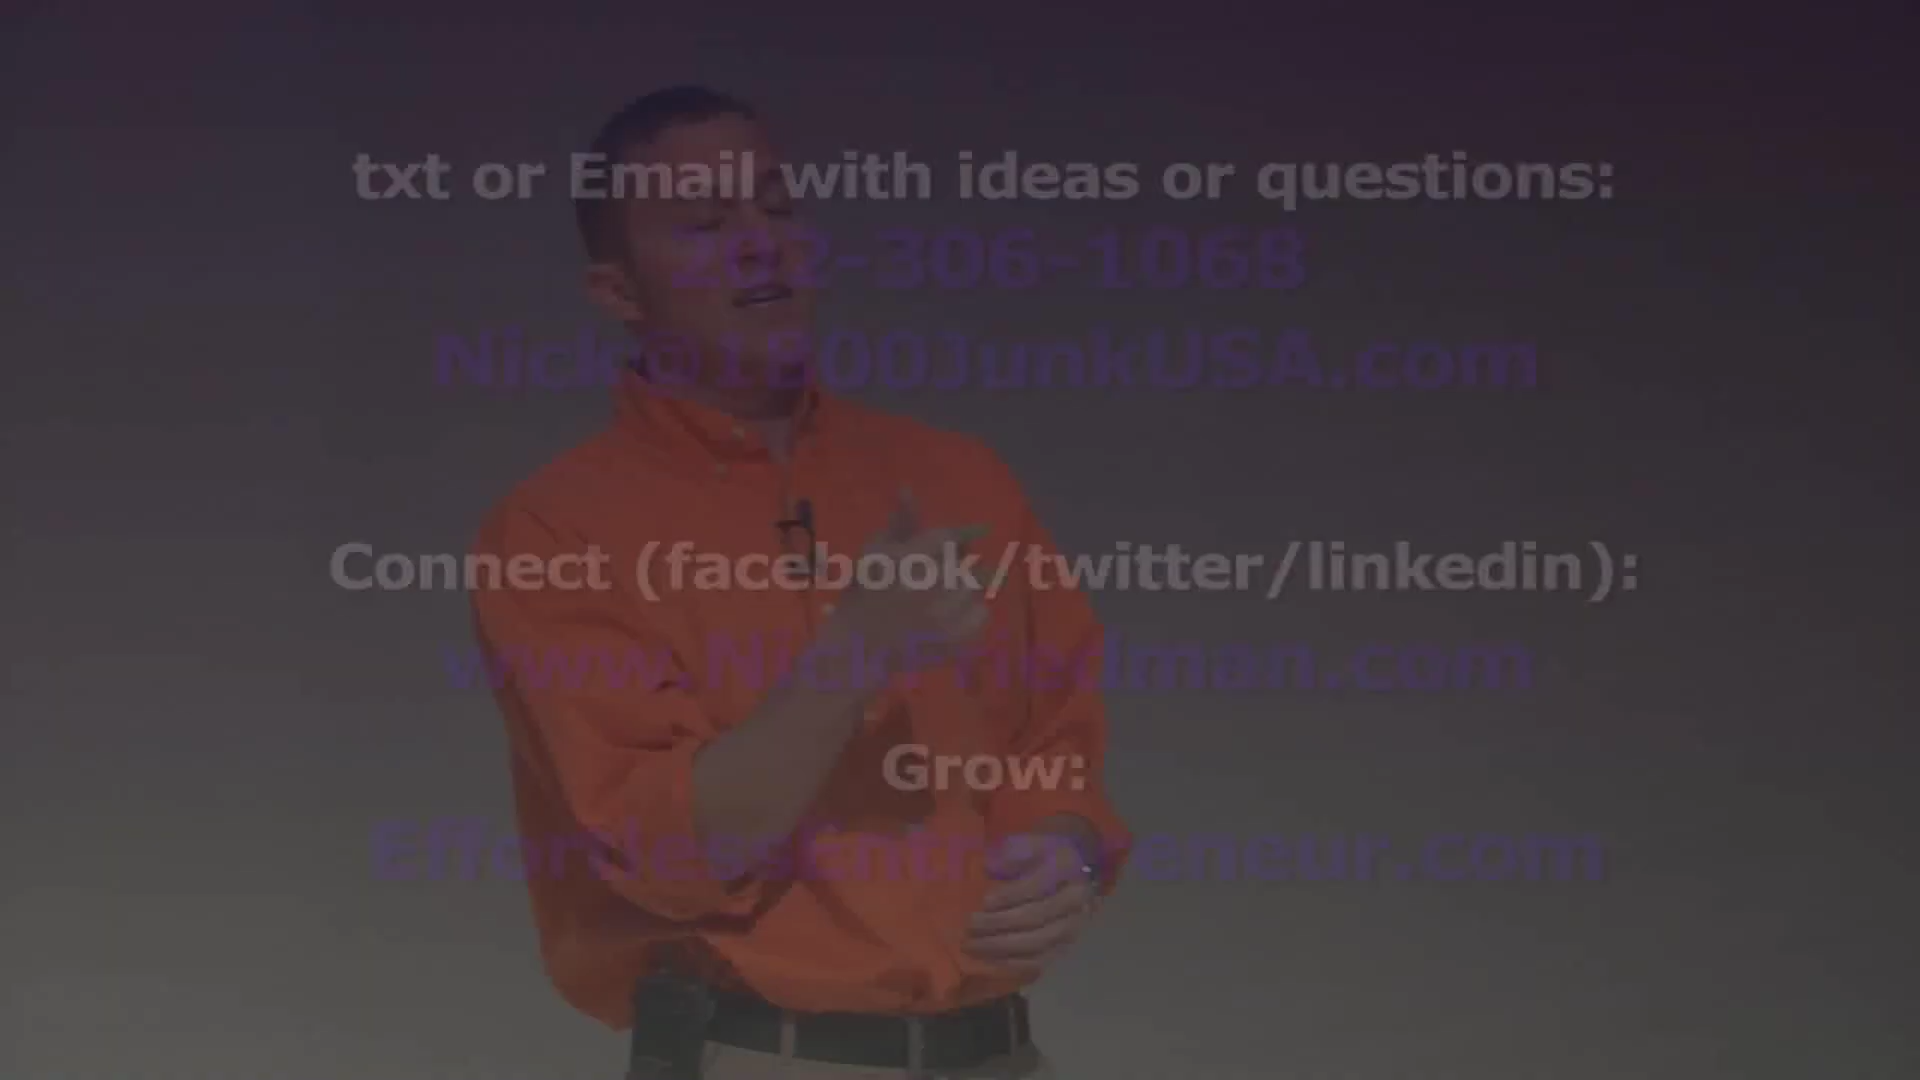 txt or Email with ideas or questions:
202-306-1068
Nick@1800JunkUSA.com
Connect (facebook/twitter/linkedin):
www.NickFriedman.com
Grow:
EffortlessEntrepreneur.com